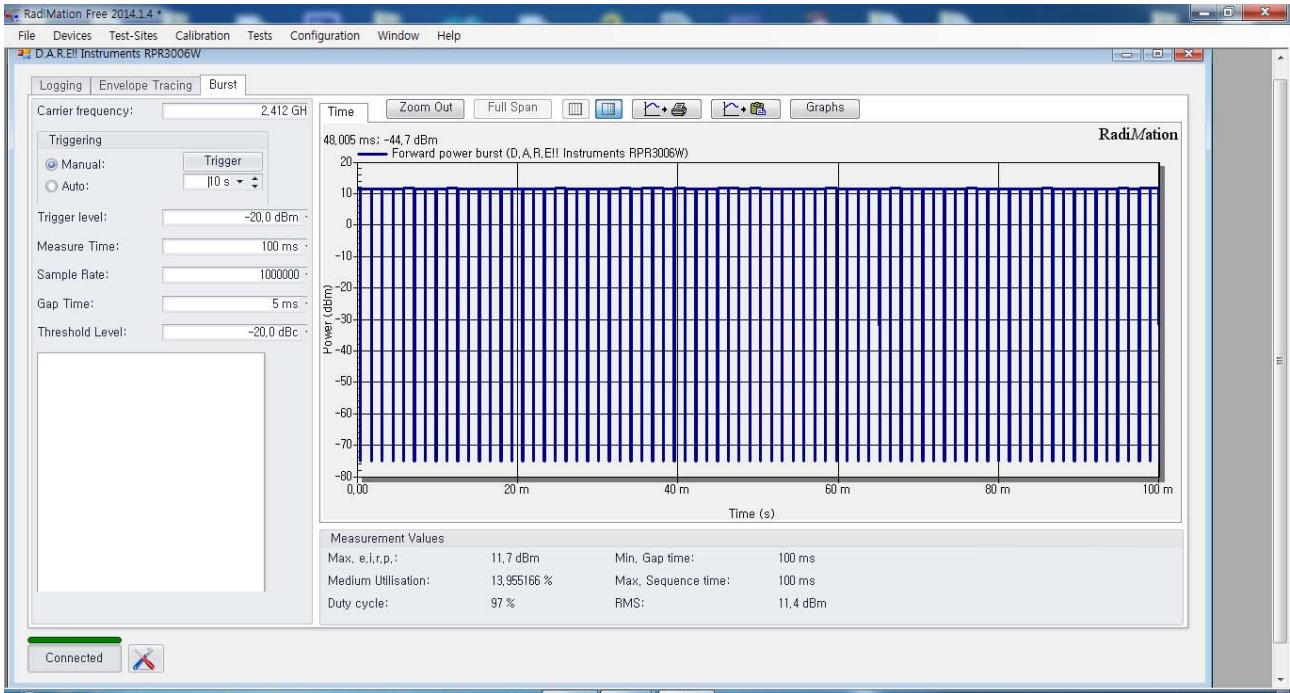 RadiMation Free 2014.1.4 *
File Devices Test-Sites Calibration Tests Configuration Window Help
D.A.R.E!! Instruments RPR3006W
Logging Envelope Tracing Burst
Carrier frequency: 2,412 GH
Triggering
Manual: Trigger
Auto: 10 s
Trigger level: -20,0 dBm
Measure Time: 100 ms
Sample Rate: 1000000
Gap Time: 5 ms
Threshold Level: -20,0 dBc
Time Zoom Out Full Span Graphs
48,005 ms; -44,7 dBm
RadiMation
Forward power burst (D,A,R,E!! Instruments RPR3006W)
Power (dBm)
20
10
0
-10
-20
-30
-40
-50
-60
-70
-80
0,00 20 m 40 m 60 m 80 m 100 m
Time (s)
Measurement Values
Max, e,i,r,p,: 11,7 dBm Min, Gap time: 100 ms
Medium Utilisation: 13,955166 % Max, Sequence time: 100 ms
Duty cycle: 97 % RMS: 11,4 dBm
Connected